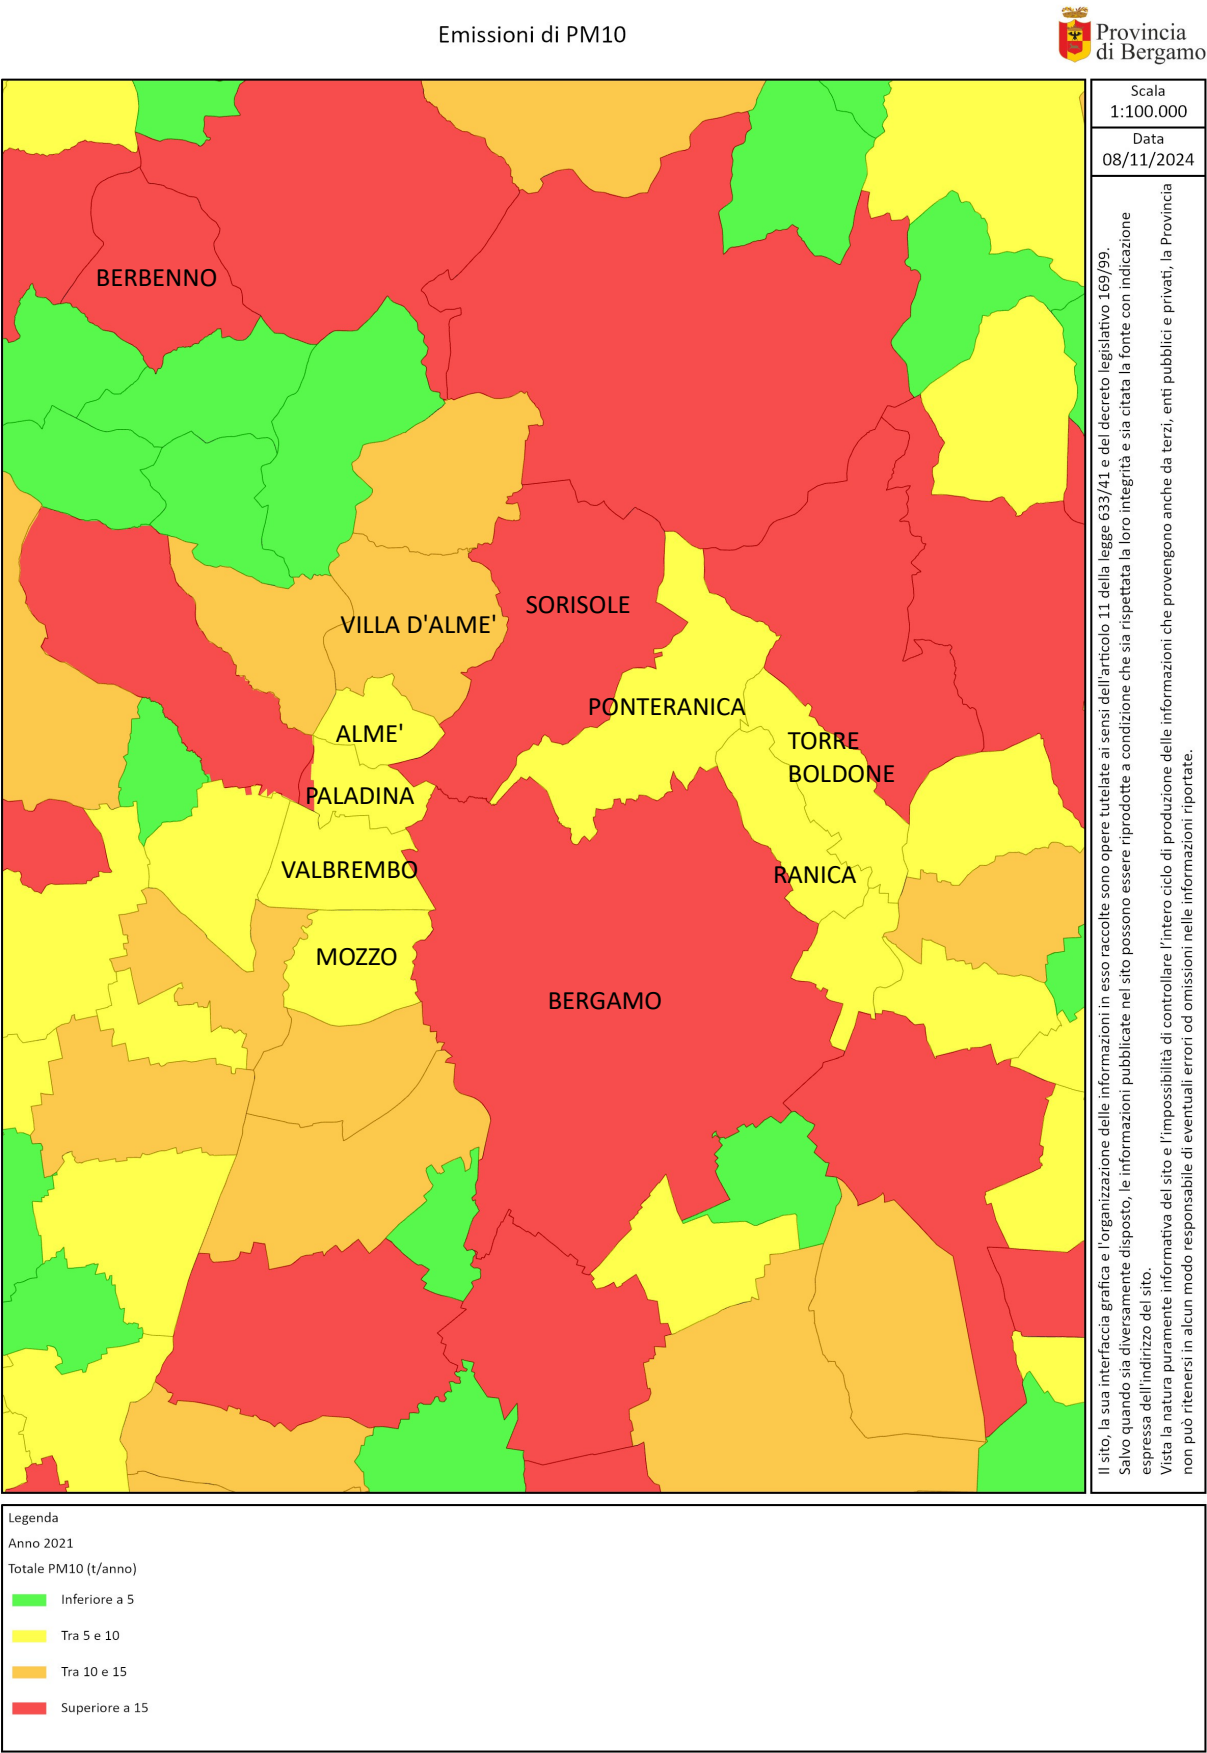 Emissioni di PM10
Provincia
di Bergamo
Scala
1:100.000
Data
08/11/2024
BERBENNO
SORISOLE
VILLA D'ALME'
PONTERANICA
ALME'
TORRE
BOLDONE
PALADINA
VALBREMBO
RANICA
MOZZO
BERGAMO
Il sito, la sua interfaccia grafica e l'organizzazione delle informazioni in esso raccolte sono opere tutelate ai sensi dell'articolo 11 della legge 633/41 e del decreto legislativo 169/99.
Salvo quando sia diversamente disposto, le informazioni pubblicate nel sito possono essere riprodotte a condizione che sia rispettata la loro integrità e sia citata la fonte con indicazione
espressa dell'indirizzo del sito.
Vista la natura puramente informativa del sito e l'impossibilità di controllare l'intero ciclo di produzione delle informazioni che provengono anche da terzi, enti pubblici e privati, la Provincia
non può ritenersi in alcun modo responsabile di eventuali errori od omissioni nelle informazioni riportate.
Legenda
Anno 2021
Totale PM10 (t/anno)
Inferiore a 5
Tra 5 e 10
Tra 10 e 15
Superiore a 15